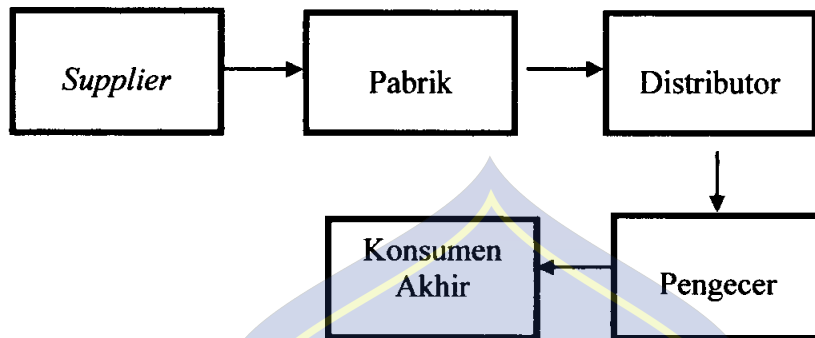 Supplier
Pabrik
Distributor
Konsumen
Akhir
Pengecer